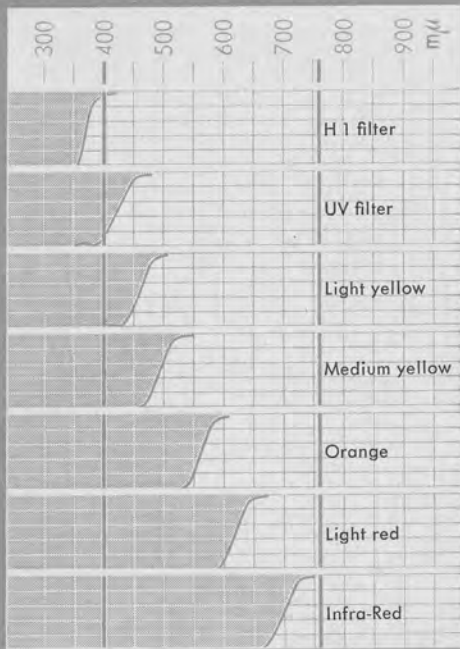 300 400 500 600 700 800 900 mμ
H 1 filter
UV filter
Light yellow
Medium yellow
Orange
Light red
Infra-Red